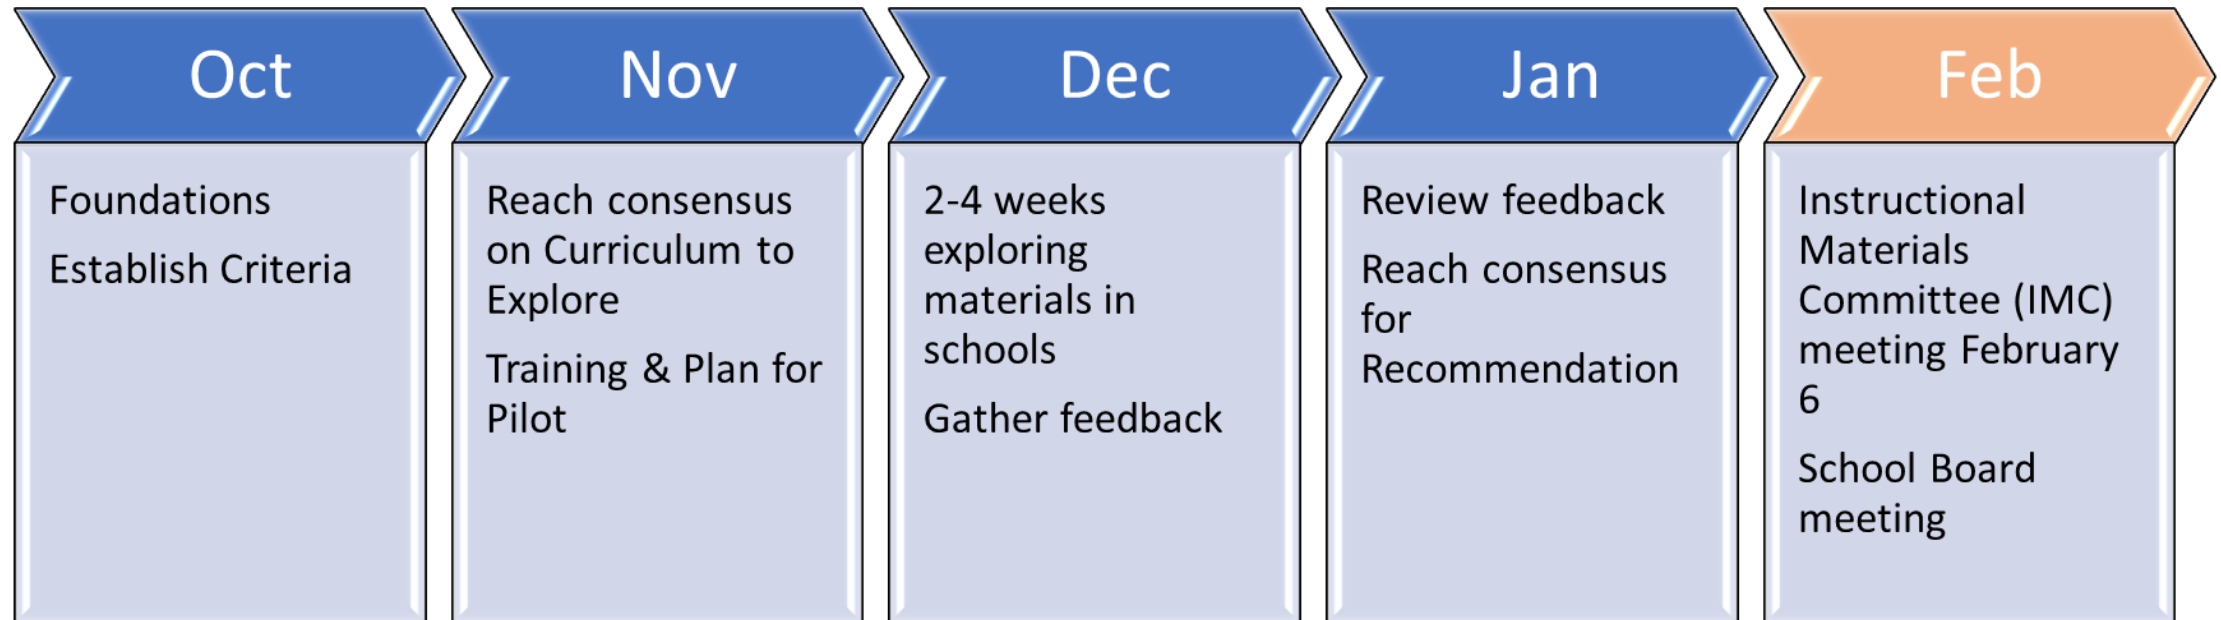 Oct
Foundations
Establish Criteria
Nov
Reach consensus
on Curriculum to
Explore
Training & Plan for
Pilot
Dec
2-4 weeks
exploring
materials in
schools
Gather feedback
Jan
Review feedback
Reach consensus
for
Recommendation
Feb
Instructional
Materials
Committee (IMC)
meeting February
6
School Board
meeting